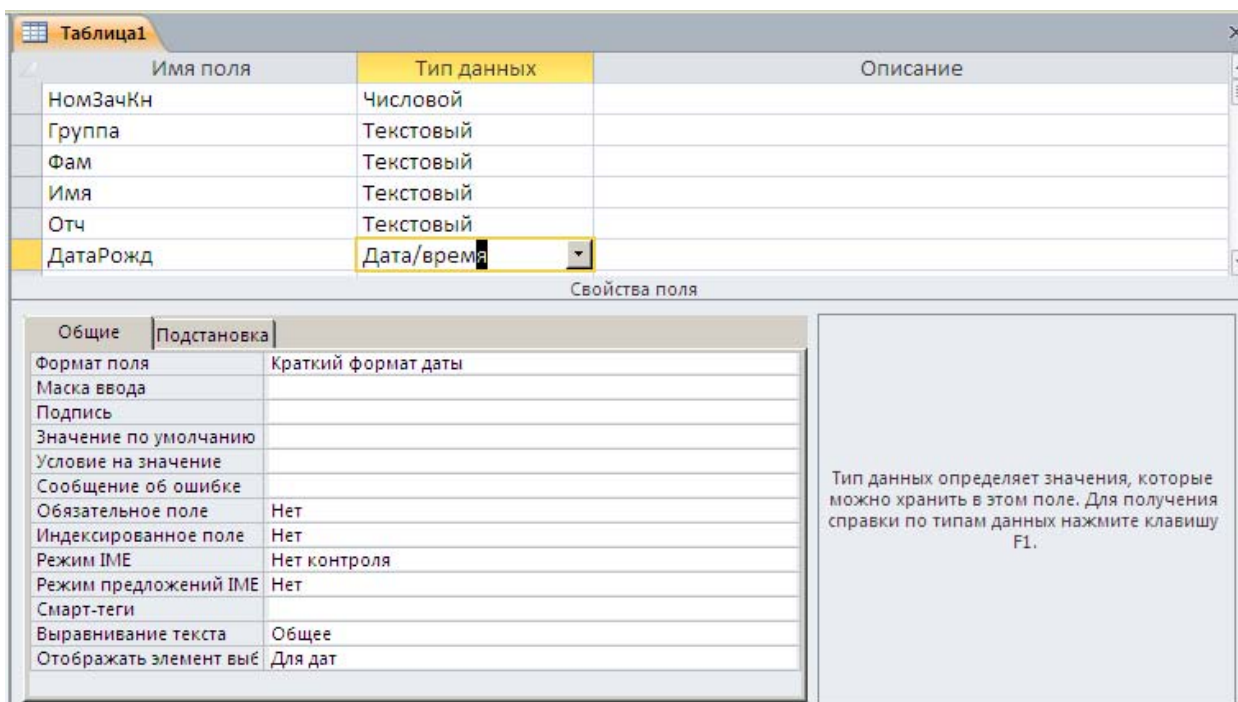 Таблица1
Имя поля Тип данных Описание
НомЗачКн Числовой
Группа Текстовый
Фам Текстовый
Имя Текстовый
Отч Текстовый
ДатаРожд Дата/время
Свойства поля
Общие Подстановка
Формат поля Краткий формат даты
Маска ввода
Подпись
Значение по умолчанию
Условие на значение
Сообщение об ошибке
Обязательное поле Нет
Индексированное поле Нет
Режим IME Нет контроля
Режим предложений IME Нет
Смарт-теги
Выравнивание текста Общее
Отображать элемент выб Для дат
Тип данных определяет значения, которые
можно хранить в этом поле. Для получения
справки по типам данных нажмите клавишу
F1.